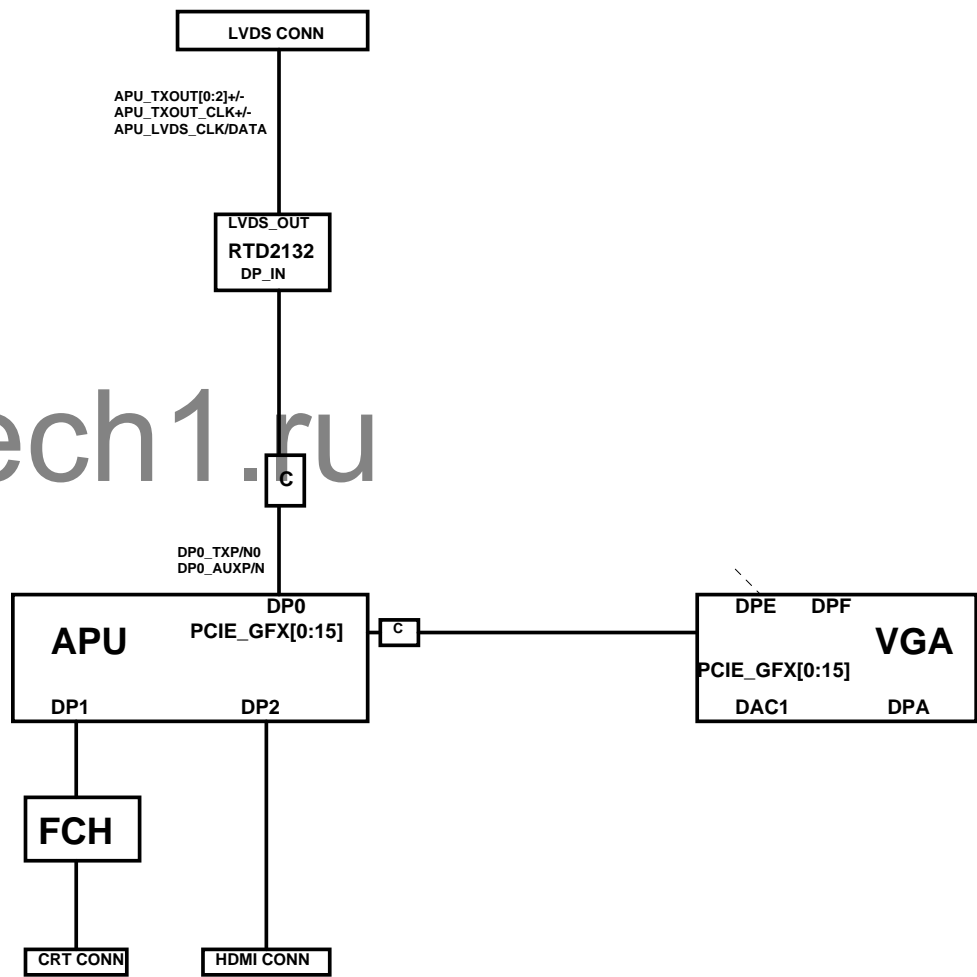 LVDS CONN
APU_TXOUT[0:2]+/-
APU_TXOUT_CLK+/-
APU_LVDS_CLK/DATA
LVDS_OUT
RTD2132
DP_IN
ech1.ru
C
DP0_TXP/N0
DP0_AUXP/N
DP0
PCIE_GFX[0:15]
APU
C
DP1
DP2
DPE DPF
VGA
PCIE_GFX[0:15]
DAC1
DPA
FCH
CRT CONN
HDMI CONN